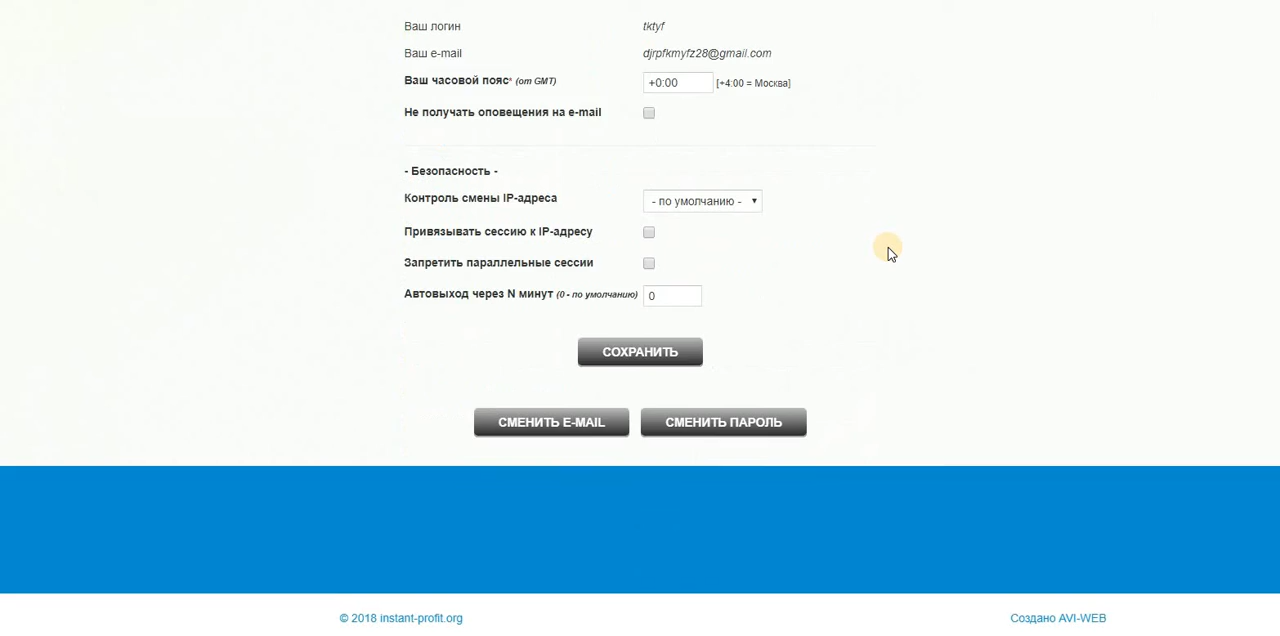 Ваш логин tktyf
Ваш e-mail djrpfkmyfz28@gmail.com
Ваш часовой пояс* (от GMT) +0:00 [+4:00 = Москва]
Не получать оповещения на e-mail
- Безопасность -
Контроль смены IP-адреса - по умолчанию -
Привязывать сессию к IP-адресу
Запретить параллельные сессии
Автовыход через N минут (0 - по умолчанию) 0
СОХРАНИТЬ
СМЕНИТЬ E-MAIL СМЕНИТЬ ПАРОЛЬ
© 2018 instant-profit.org Создано AVI-WEB